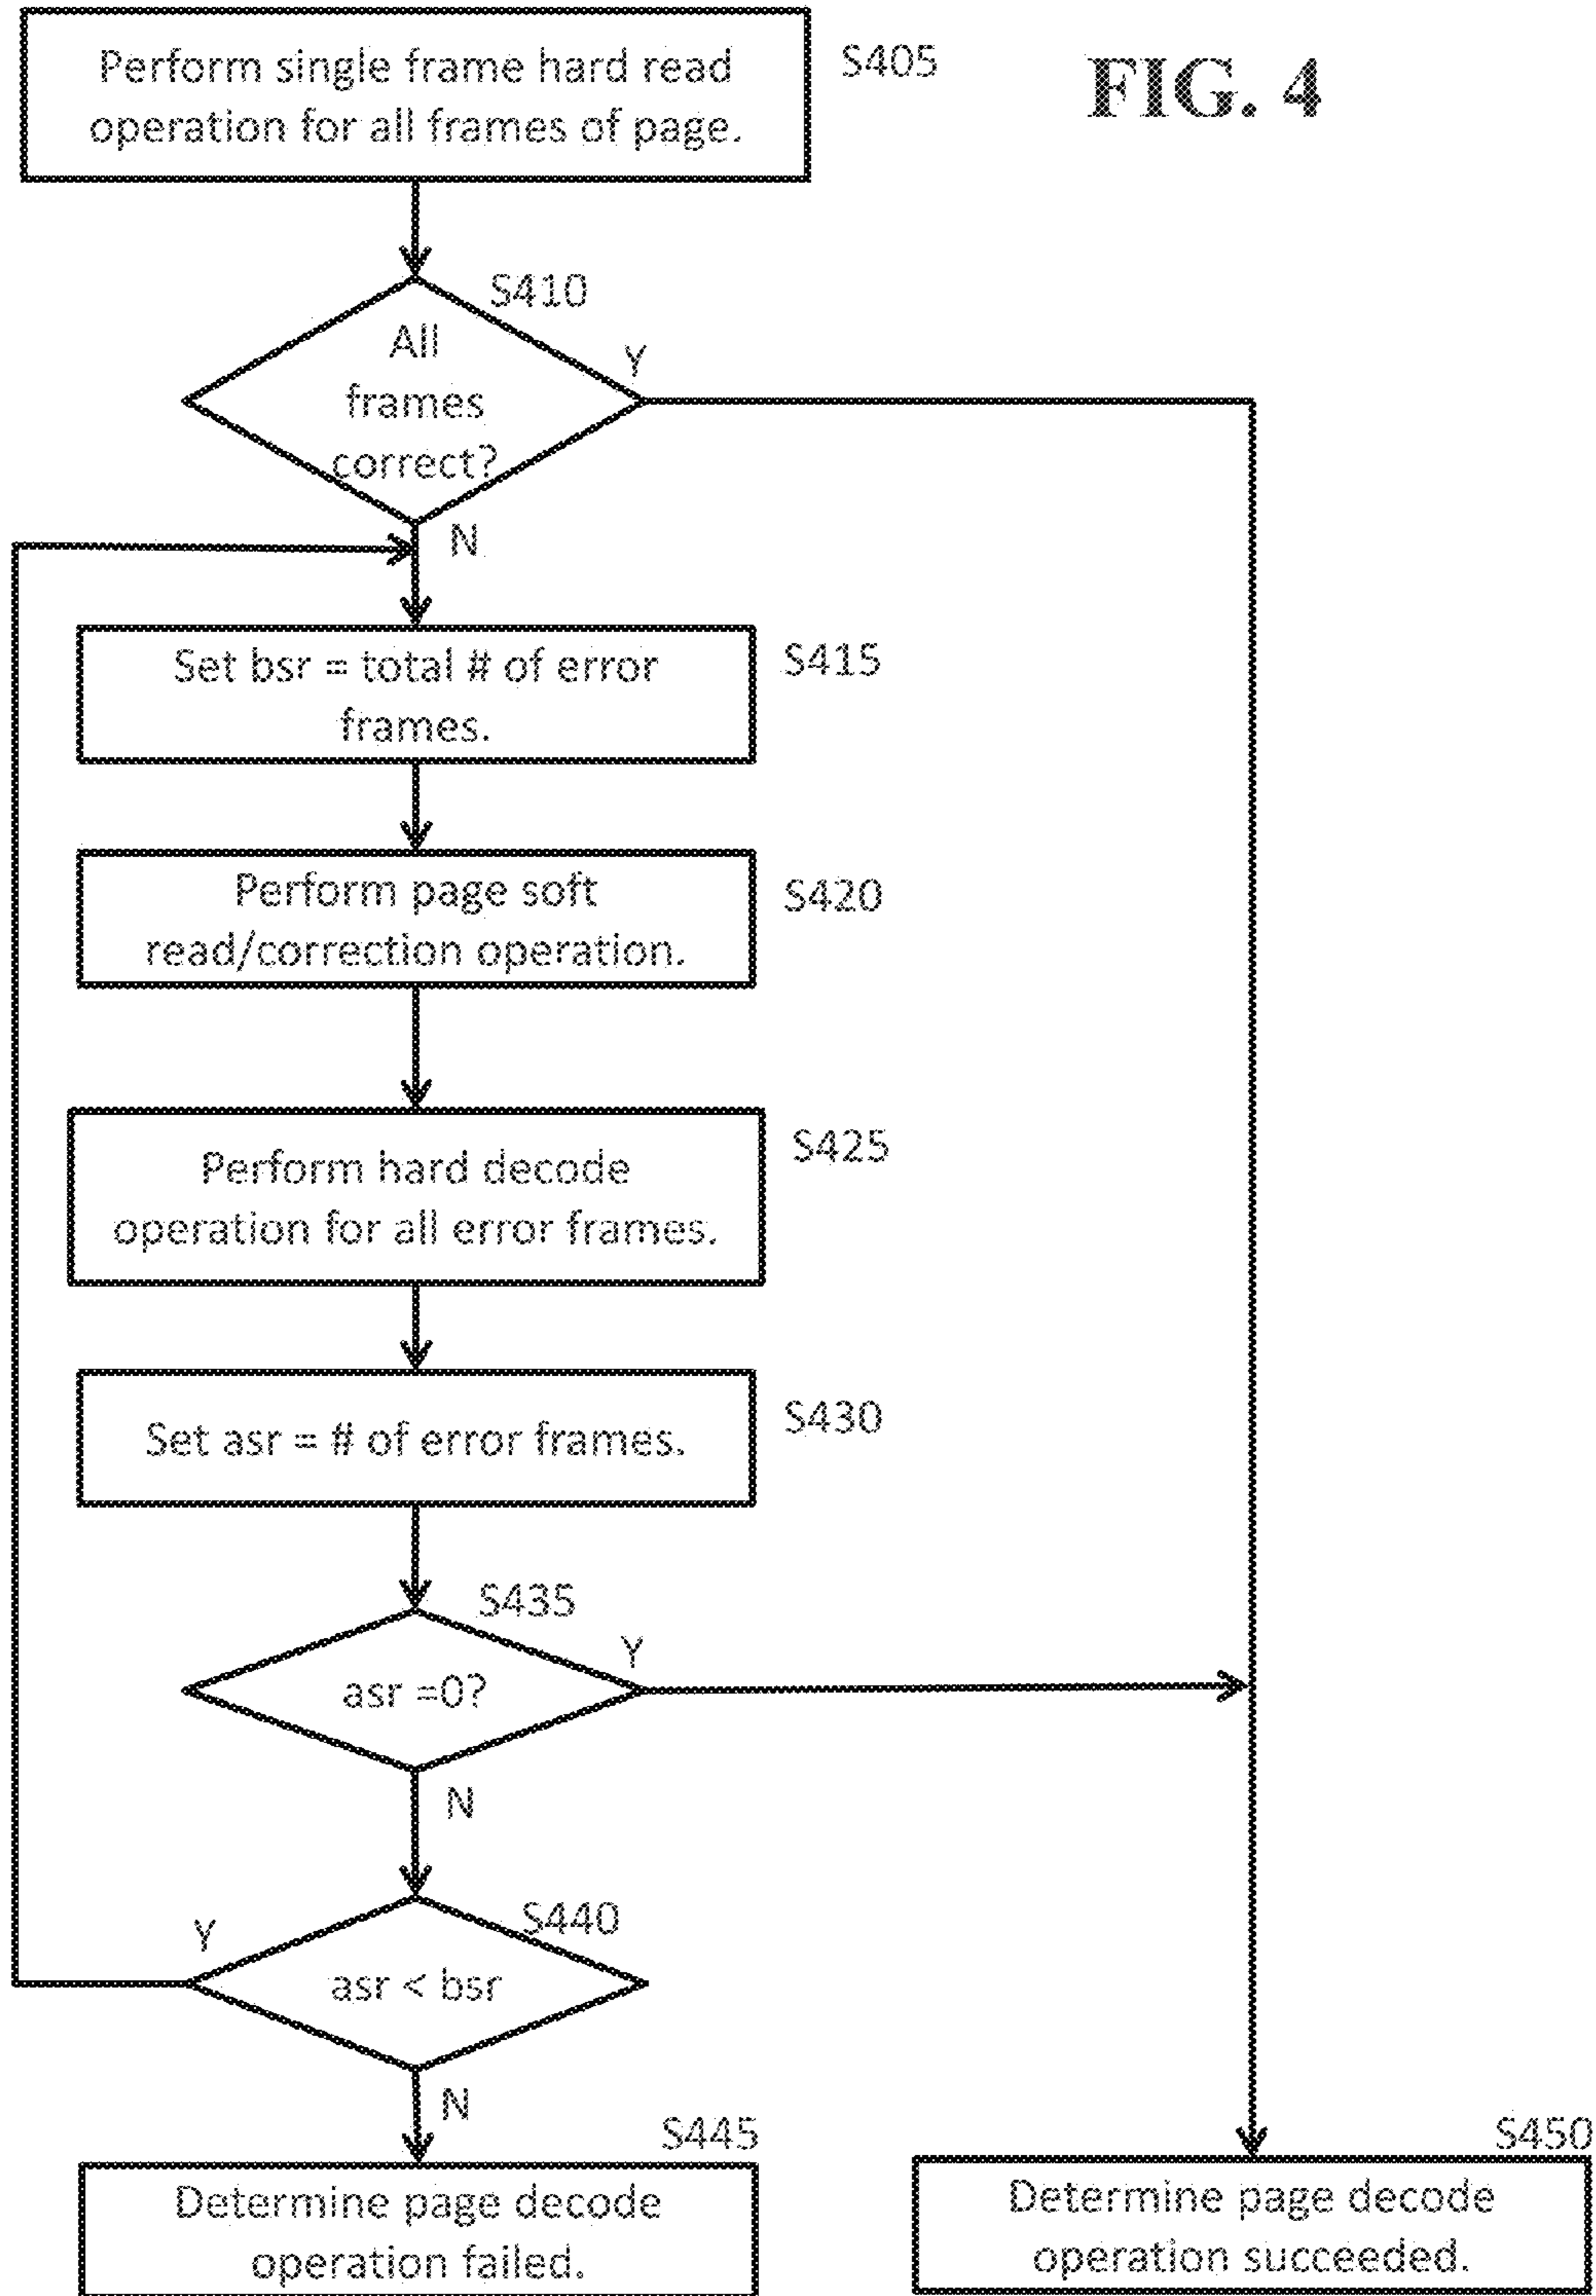 Perform single frame hard read
operation for all frames of page.
S405
FIG. 4
S410
All
frames
correct?
Y
N
Set bsr = total # of error
frames.
S415
Perform page soft
read/correction operation.
S420
Perform hard decode
operation for all error frames.
S425
Set asr = # of error frames.
S430
S435
asr =0?
Y
N
S440
Y
asr < bsr
N
S445
Determine page decode
operation failed.
S450
Determine page decode
operation succeeded.